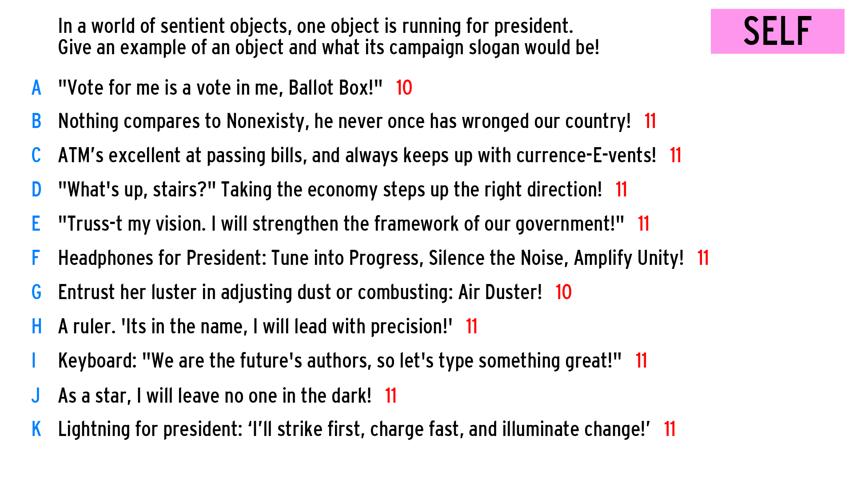 In a world of sentient objects, one object is running for president.
Give an example of an object and what its campaign slogan would be!
SELF
A "Vote for me is a vote in me, Ballot Box!" 10
B Nothing compares to Nonexisty, he never once has wronged our country! 11
C ATM's excellent at passing bills, and always keeps up with currence-E-vents! 11
D "What's up, stairs?" Taking the economy steps up the right direction! 11
E "Truss-t my vision. I will strengthen the framework of our government!" 11
F Headphones for President: Tune into Progress, Silence the Noise, Amplify Unity! 11
G Entrust her luster in adjusting dust or combusting: Air Duster! 10
H A ruler. 'Its in the name, I will lead with precision!' 11
I Keyboard: "We are the future's authors, so let's type something great!" 11
J As a star, I will leave no one in the dark! 11
K Lightning for president: ‘I’ll strike first, charge fast, and illuminate change!’ 11